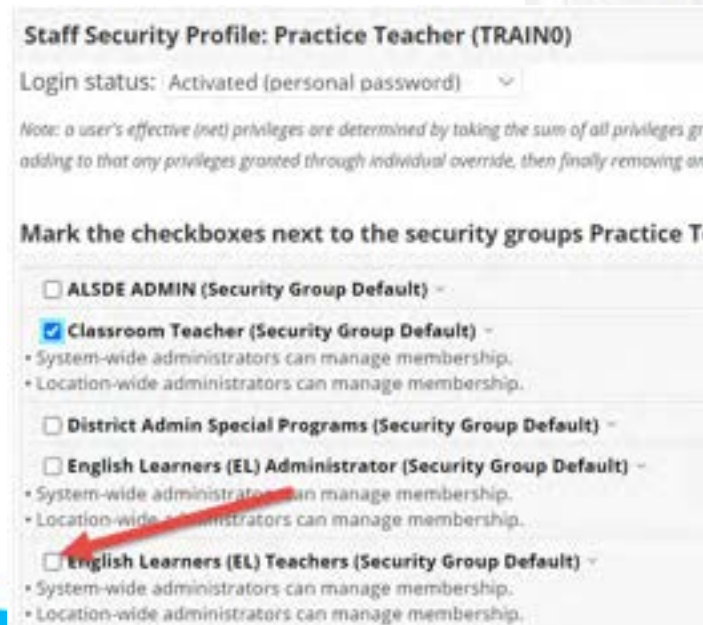 Staff Security Profile: Practice Teacher (TRAIN0)
Login status: Activated (personal password)
Note: a user's effective (net) privileges are determined by taking the sum of all privileges
adding to that any privileges granted through individual override, then finally removing
Mark the checkboxes next to the security groups Practice
ALSDE ADMIN (Security Group Default)
Classroom Teacher (Security Group Default)
• System-wide administrators can manage membership.
• Location-wide administrators can manage membership.
District Admin Special Programs (Security Group Default)
English Learners (EL) Administrator (Security Group Default)
• System-wide administrators can manage membership.
• Location-wide administrators can manage membership.
English Learners (EL) Teachers (Security Group Default)
• System-wide administrators can manage membership.
• Location-wide administrators can manage membership.